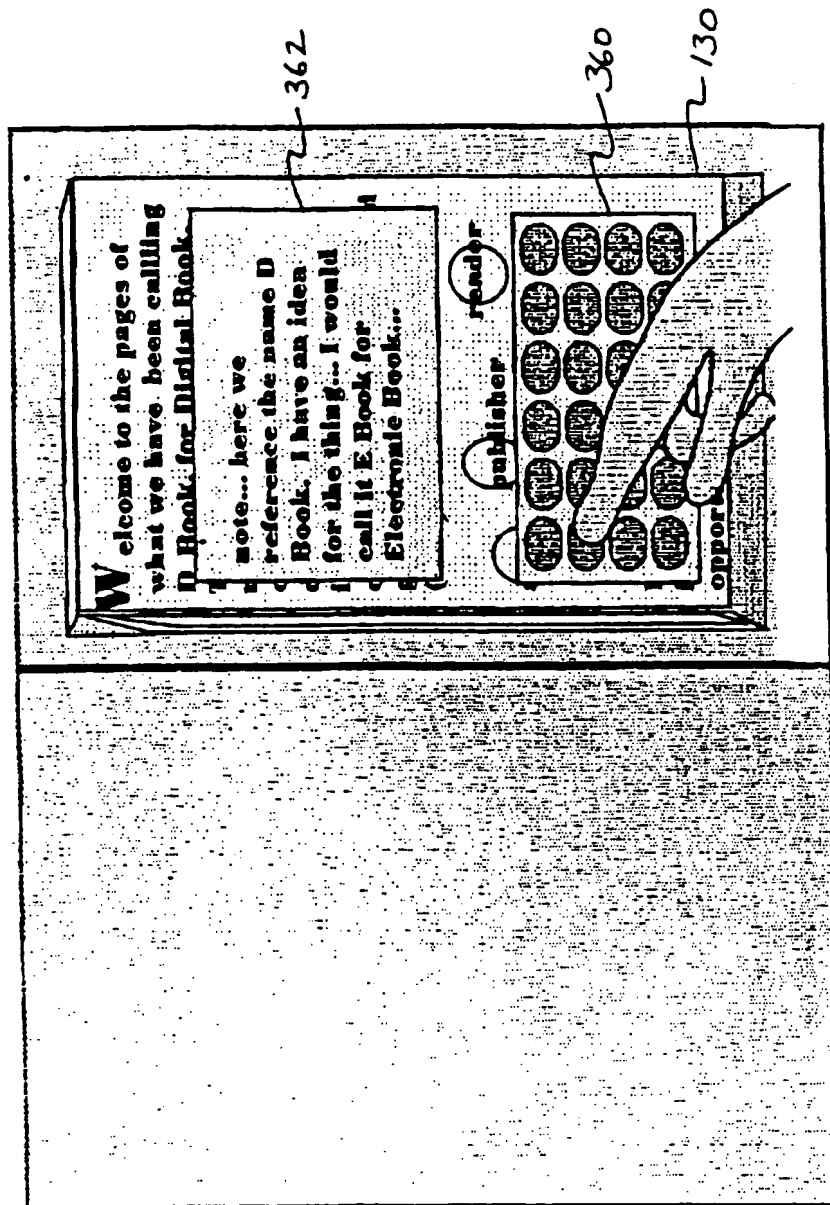 Welcome to the pages of
what we have been callling
D Book, for Digital Book.
note... here we
reference the name D
Book. I have an idea
for the thing... I would
call it E Book for
Electronic Book...
publisher
reader
oppor
362
360
130